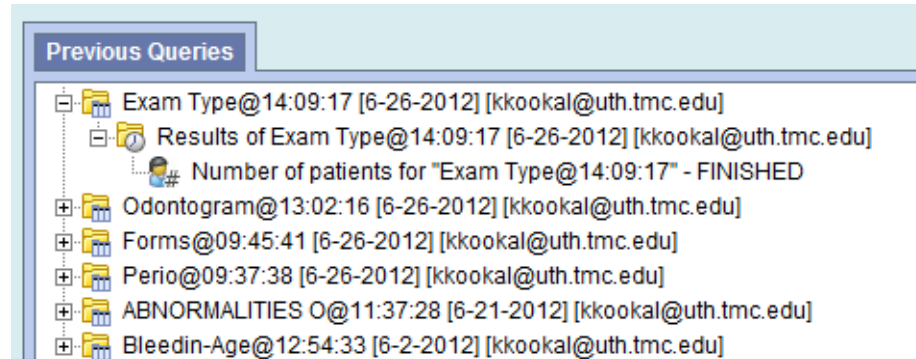 Previous Queries
Exam Type@14:09:17 [6-26-2012] [kkookal@uth.tmc.edu]
Results of Exam Type@14:09:17 [6-26-2012] [kkookal@uth.tmc.edu]
Number of patients for "Exam Type@14:09:17" - FINISHED
Odontogram@13:02:16 [6-26-2012] [kkookal@uth.tmc.edu]
Forms@09:45:41 [6-26-2012] [kkookal@uth.tmc.edu]
Perio@09:37:38 [6-26-2012] [kkookal@uth.tmc.edu]
ABNORMALITIES O@11:37:28 [6-21-2012] [kkookal@uth.tmc.edu]
Bleedin-Age@12:54:33 [6-2-2012] [kkookal@uth.tmc.edu]